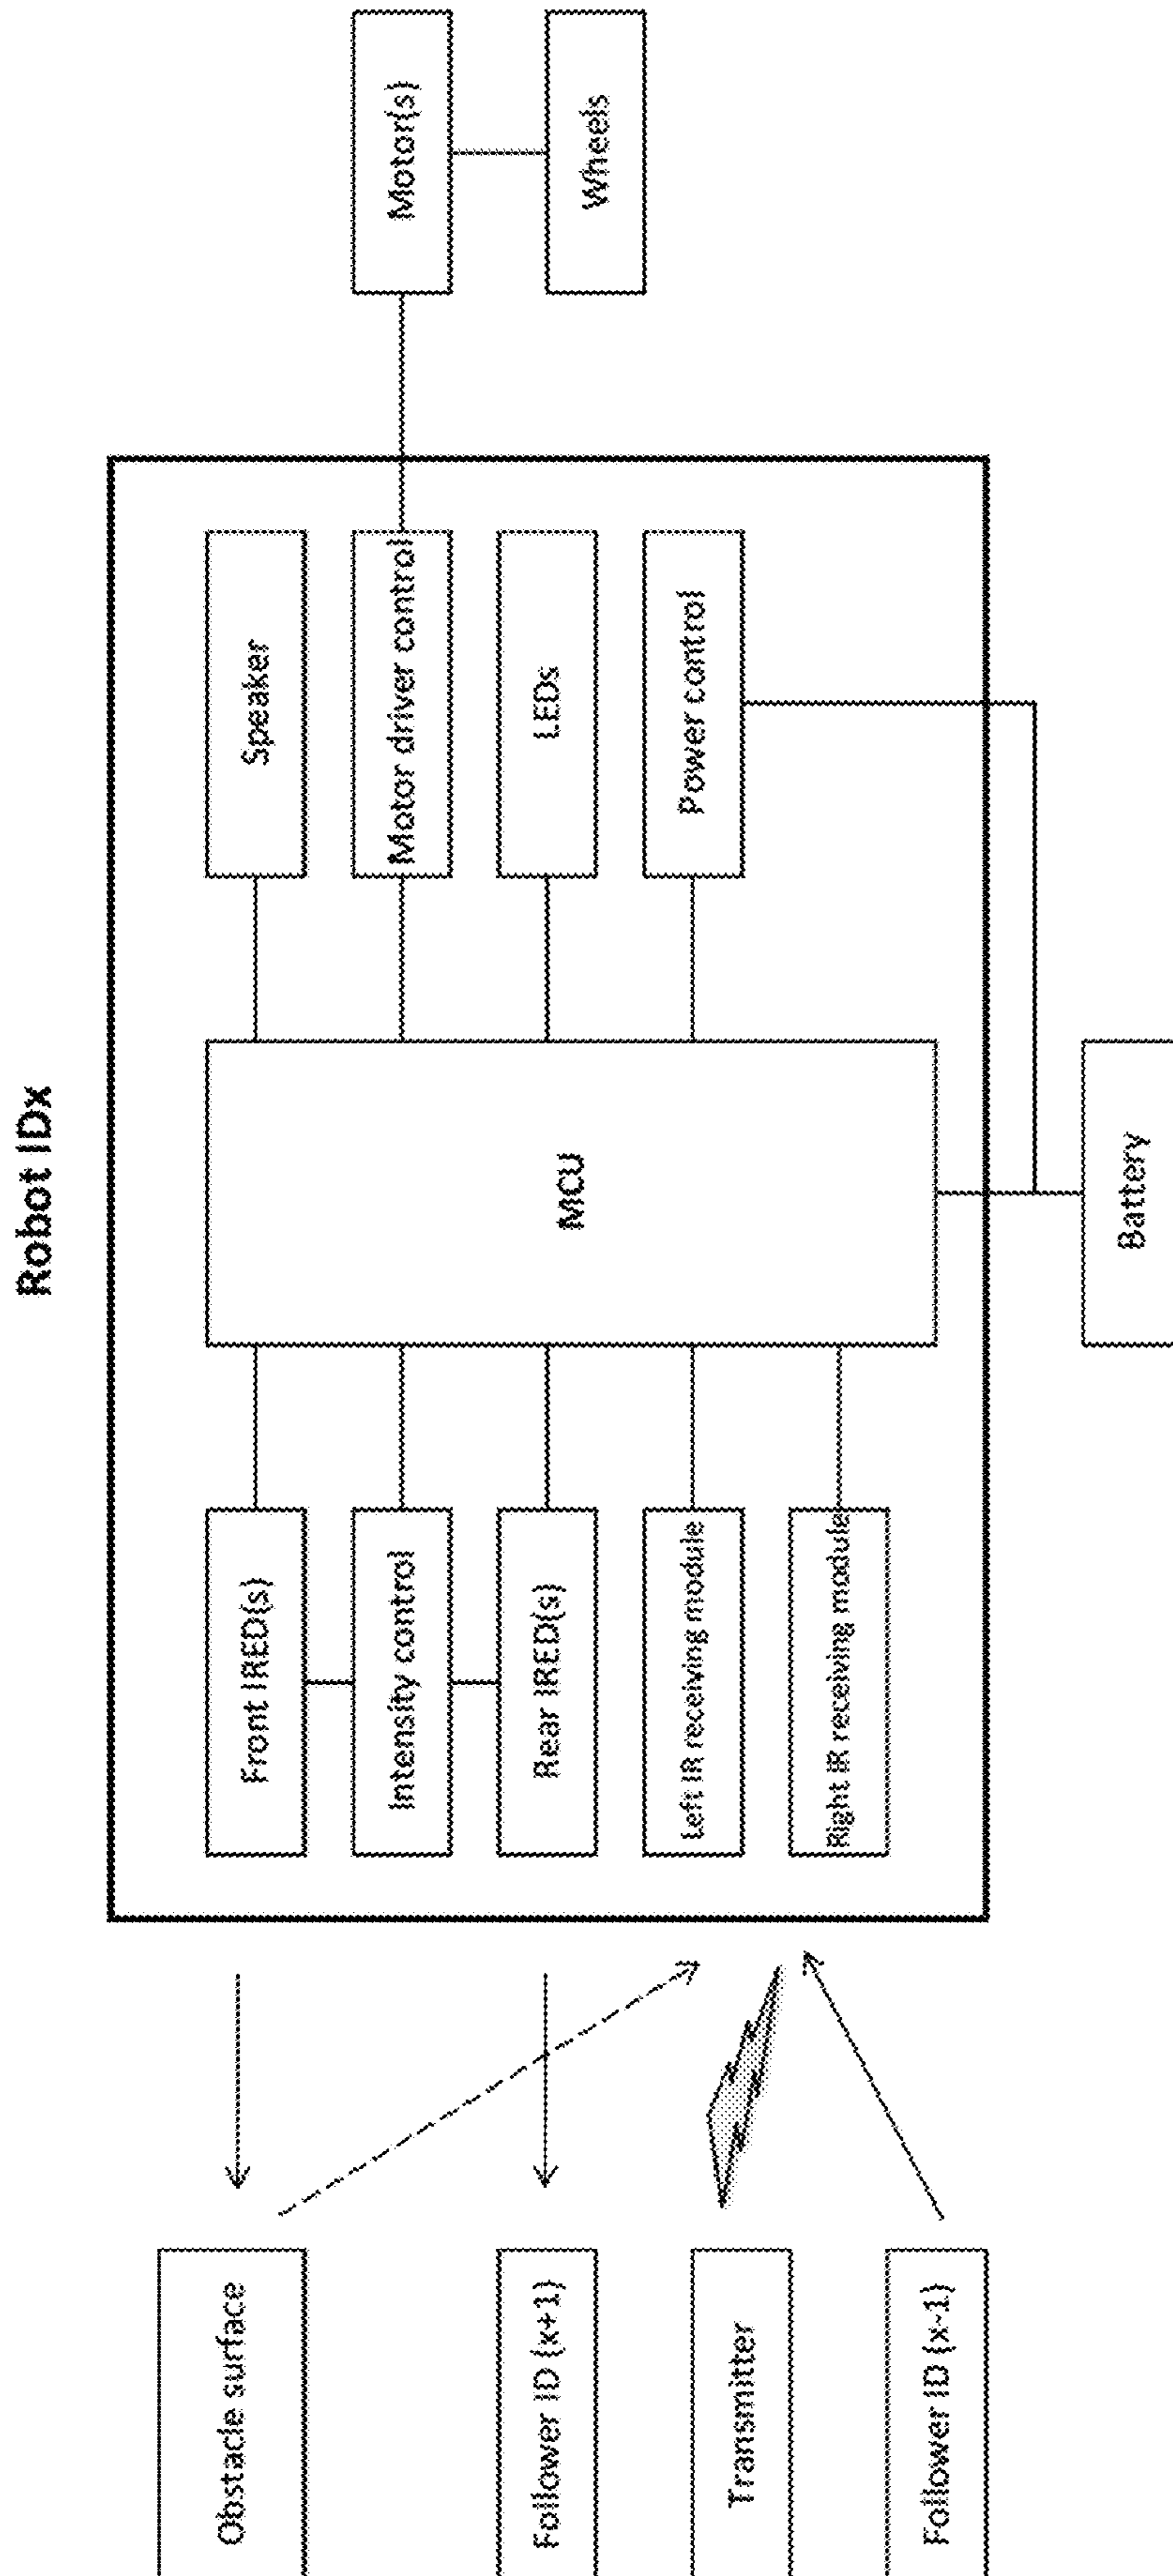 Robot IDx
Obstacle surface
Follower ID (x+1)
Transmitter
Follower ID (x-1)
Front IRED(s)
Intensity control
Rear IRED(s)
Left IR receiving module
Right IR receiving module
MCU
Speaker
Motor driver control
LEDs
Power control
Motor(s)
Wheels
Battery